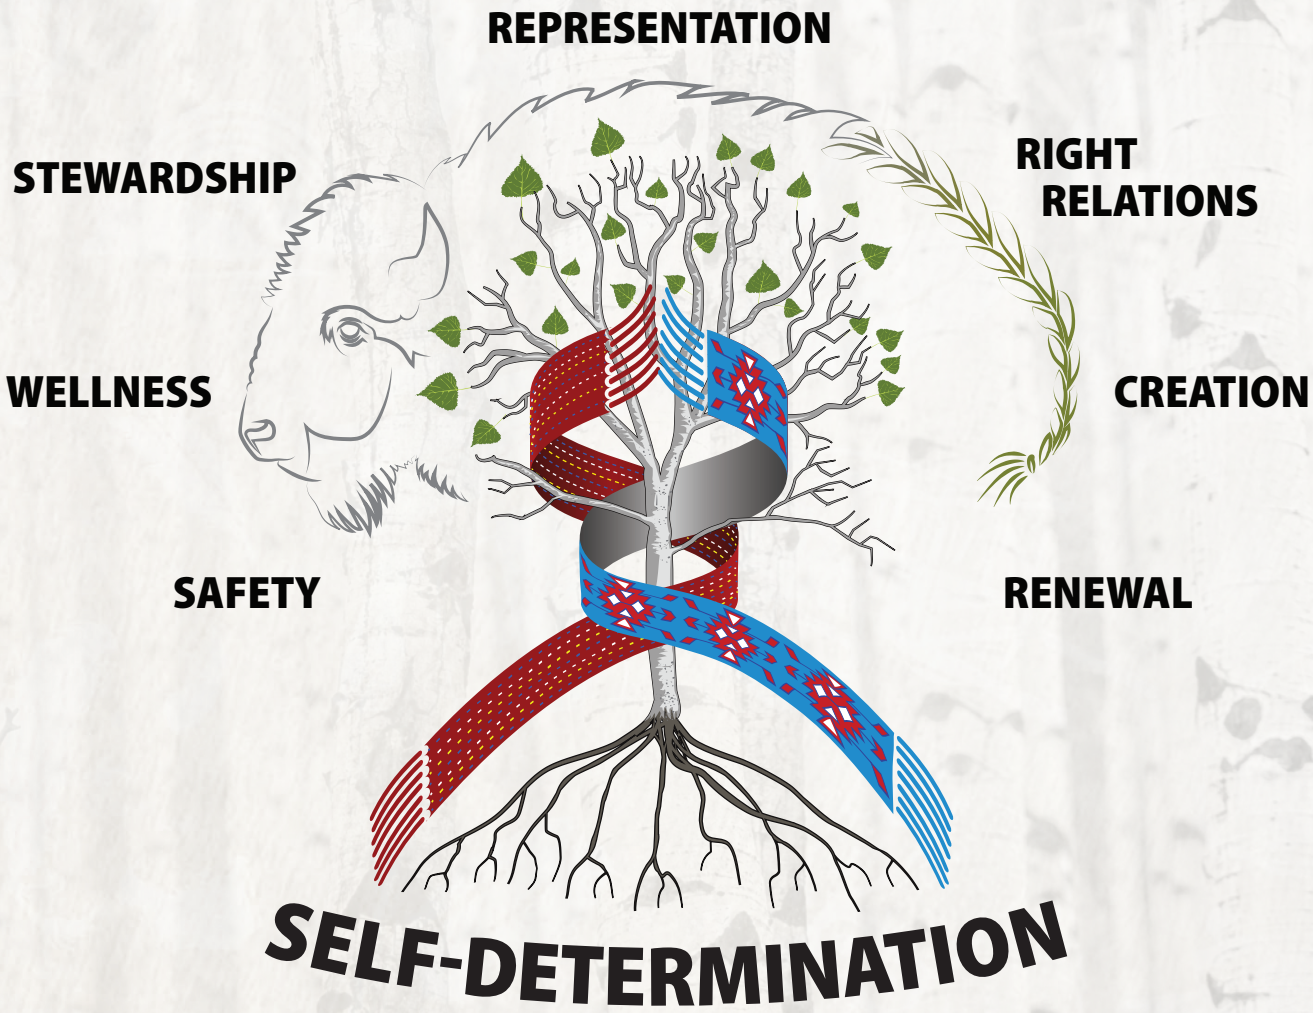 REPRESENTATION
STEWARDSHIP
RIGHT
RELATIONS
WELLNESS
CREATION
SAFETY
RENEWAL
SELF-DETERMINATION